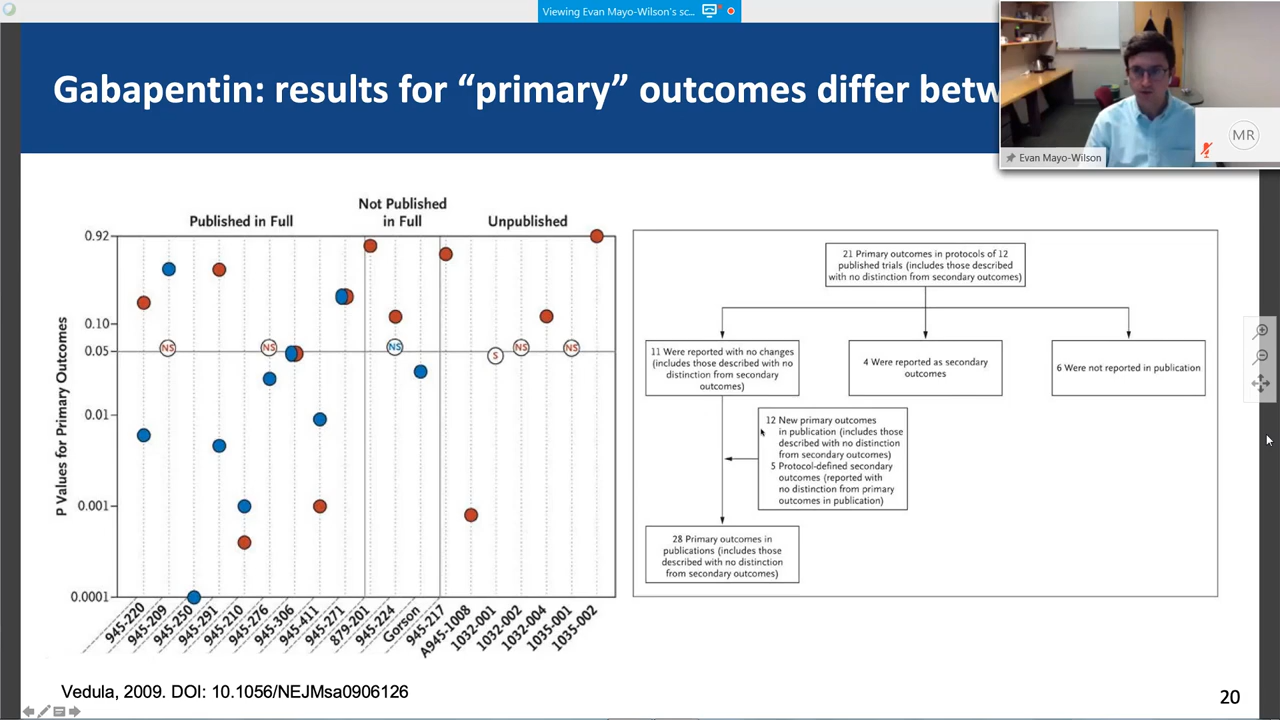 Viewing Evan Mayo-Wilson's sc...
Gabapentin: results for “primary” outcomes differ betw
MR
Evan Mayo-Wilson
Published in Full
Not Published
in Full
Unpublished
P Values for Primary Outcomes
0.92
0.10
0.05
0.01
0.001
0.0001
NS
NS
NS
S
NS
NS
945-220
945-209
945-250
945-291
945-210
945-276
945-306
945-411
945-271
879-201
945-224
Gorson
945-217
A945-1008
1032-001
1032-002
1032-004
1035-001
1035-002
21 Primary outcomes in protocols of 12
published trials (includes those described
with no distinction from secondary outcomes)
11 Were reported with no changes
(includes those described with no
distinction from secondary
outcomes)
4 Were reported as secondary
outcomes
6 Were not reported in publication
12 New primary outcomes
in publication (includes those
described with no distinction
from secondary outcomes)
5 Protocol-defined secondary
outcomes (reported with
no distinction from primary
outcomes in publication)
28 Primary outcomes in
publications (includes those
described with no distinction
from secondary outcomes)
Vedula, 2009. DOI: 10.1056/NEJMsa0906126
20